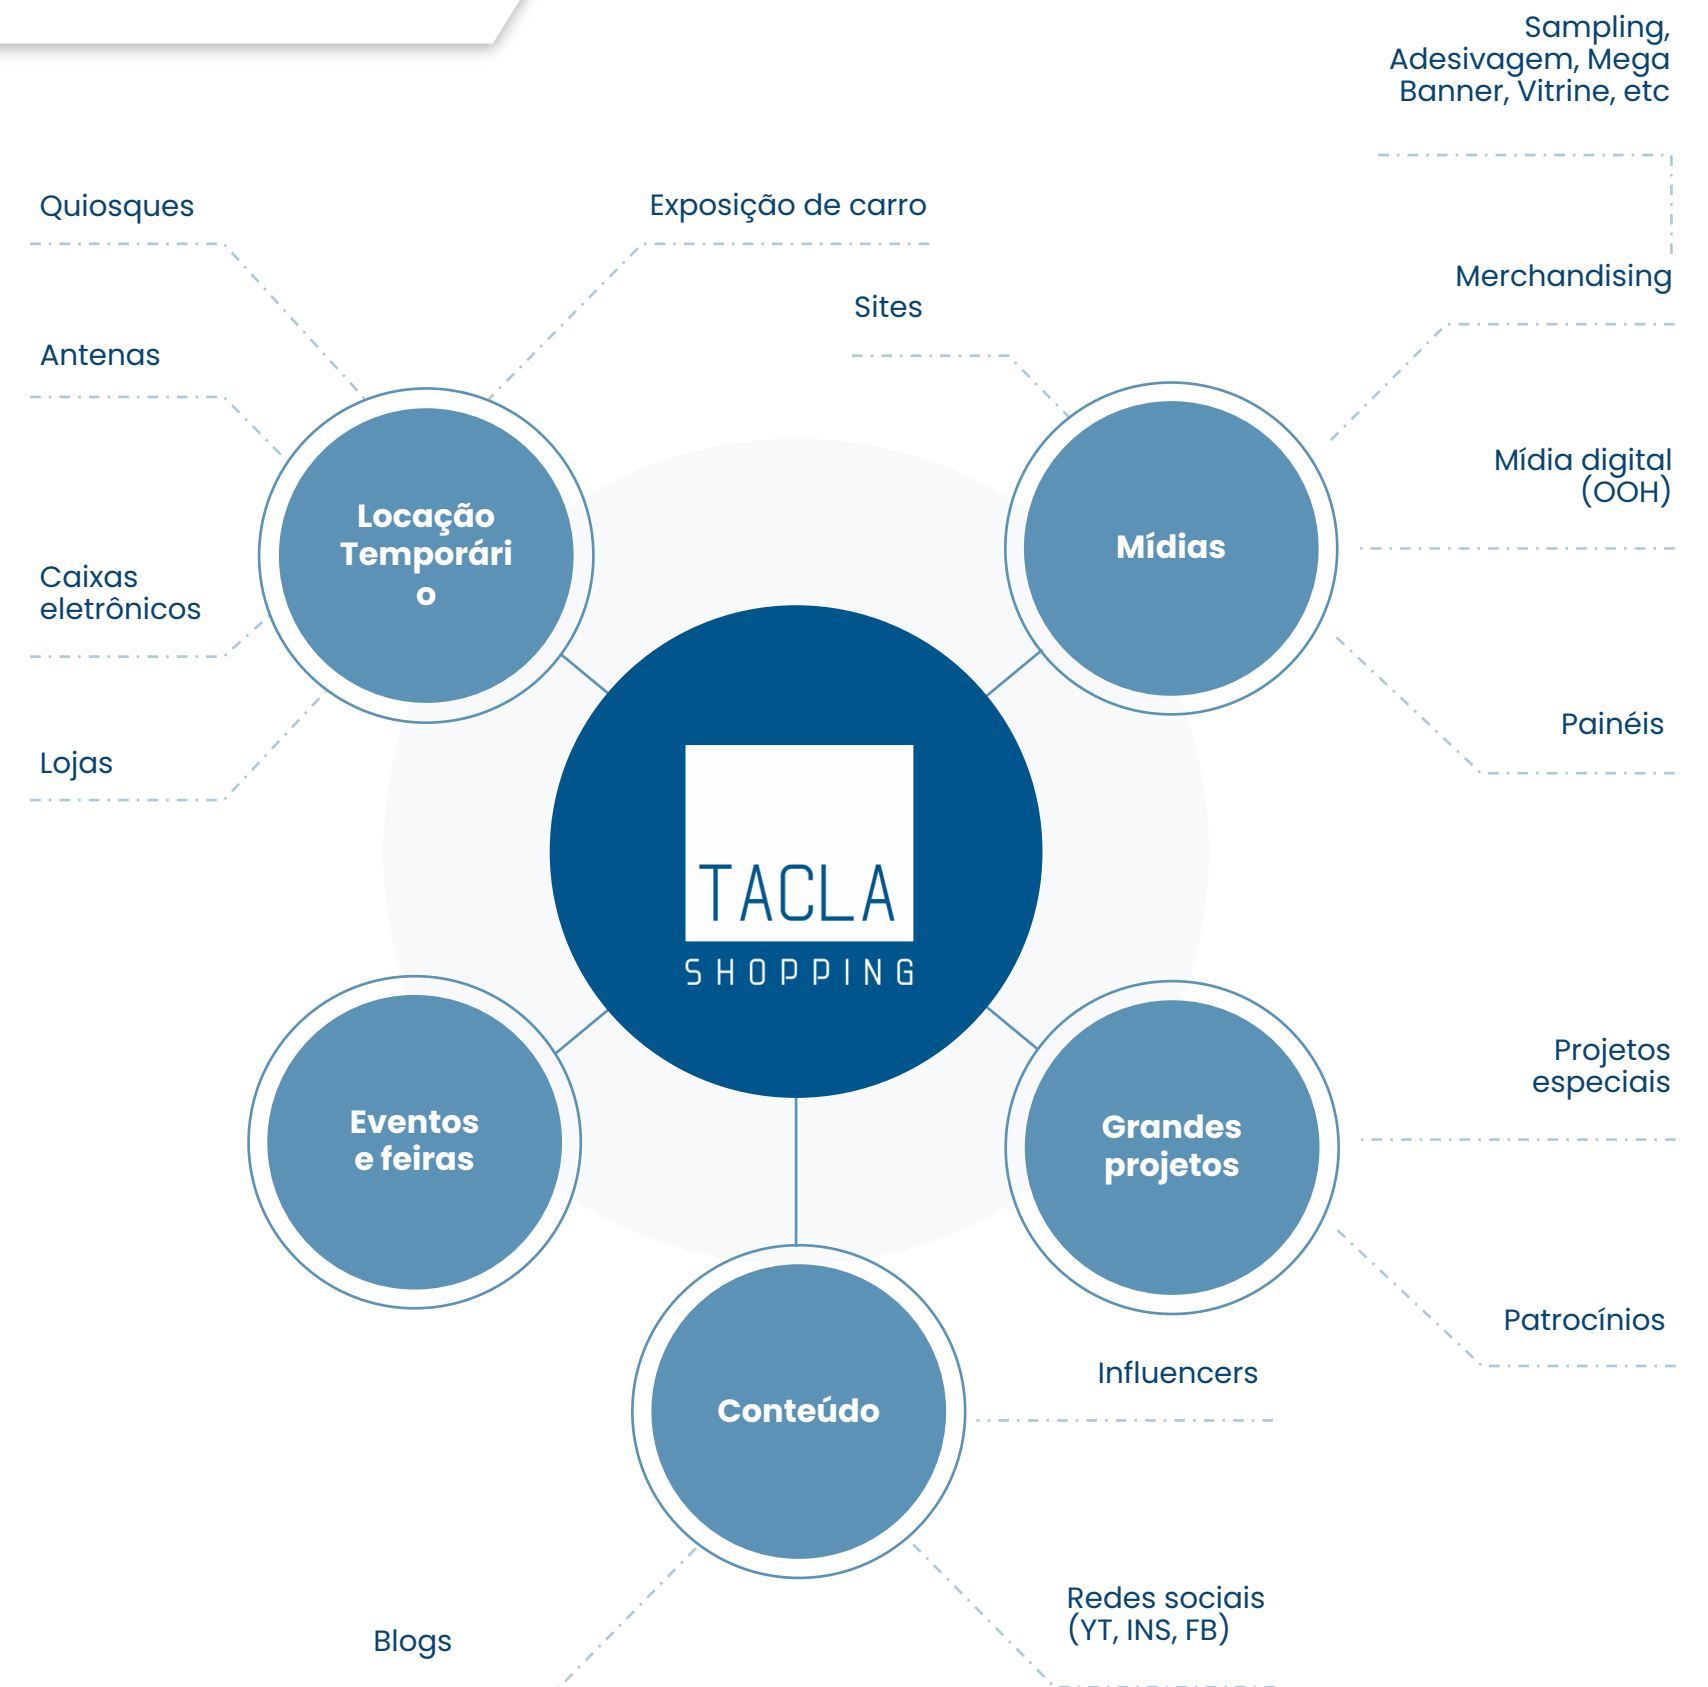 Sampling,
Adesivagem, Mega
Banner, Vitrine, etc
Quiosques
Exposição de carro
Merchandising
Sites
Antenas
Mídia digital
(OOH)
Locação
Temporári
o
Mídias
Caixas
eletrônicos
Painéis
Lojas
TACLA
SHOPPING
Projetos
especiais
Eventos
e feiras
Grandes
projetos
Patrocínios
Influencers
Conteúdo
Redes sociais
(YT, INS, FB)
Blogs